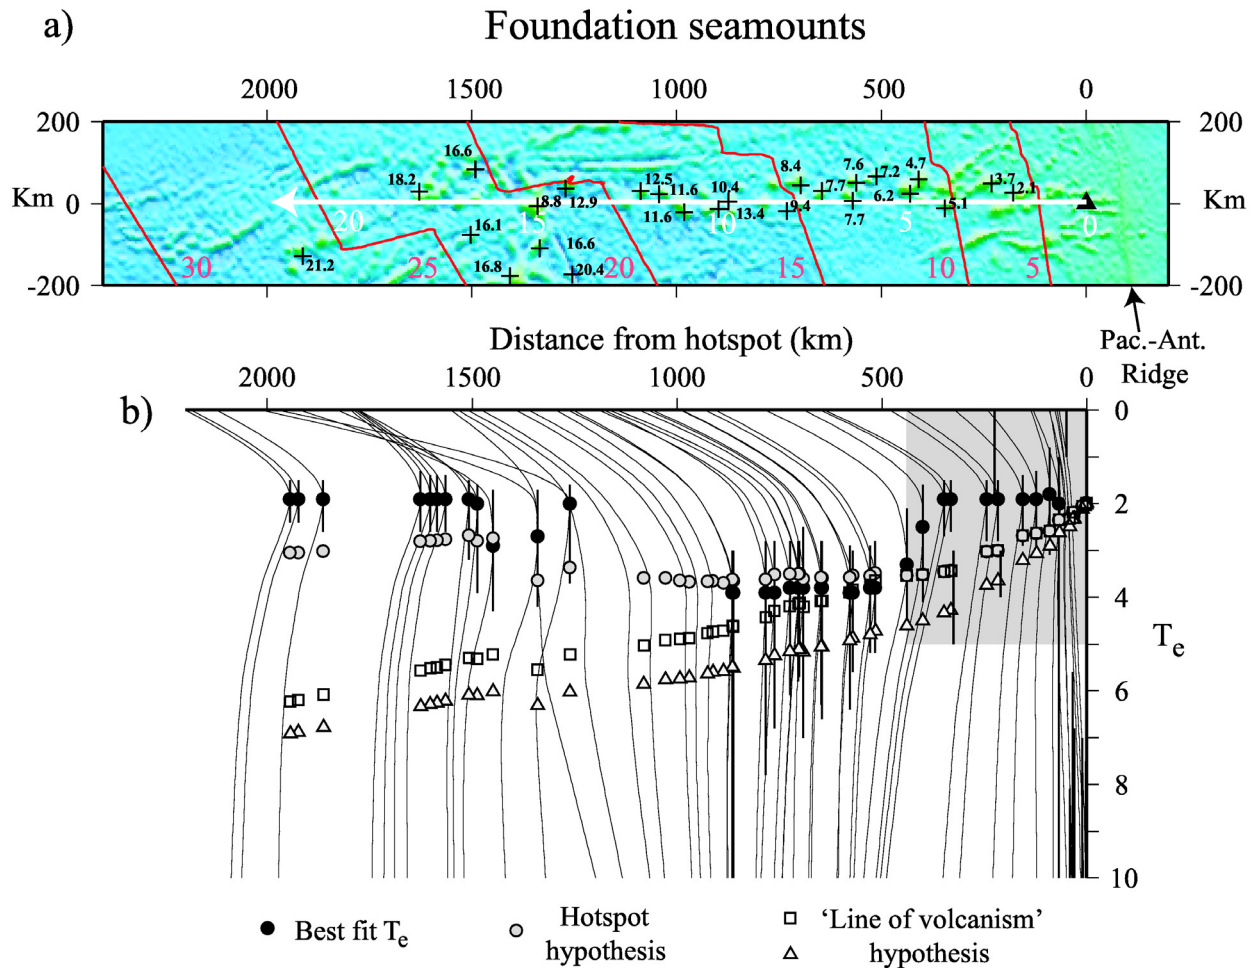 a)
Foundation seamounts
2000 1500 1000 500 0
200 200
Km 0 0 Km
-200 -200
16.6
18.2
8.8
12.9
12.5
11.6
11.6
10.4
13.4
8.4
7.7
9.4
7.6
7.7
7.2
6.2
4.7
5.1
3.7
2.1
16.1
16.6
16.8
20.4
21.2
20 15 10 5 0
30 25 20 15 10 5
Distance from hotspot (km)
Pac.-Ant.
Ridge
2000 1500 1000 500 0
b)
0
2
4
Te
6
8
10
Best fit Te
Hotspot
hypothesis
'Line of volcanism'
hypothesis